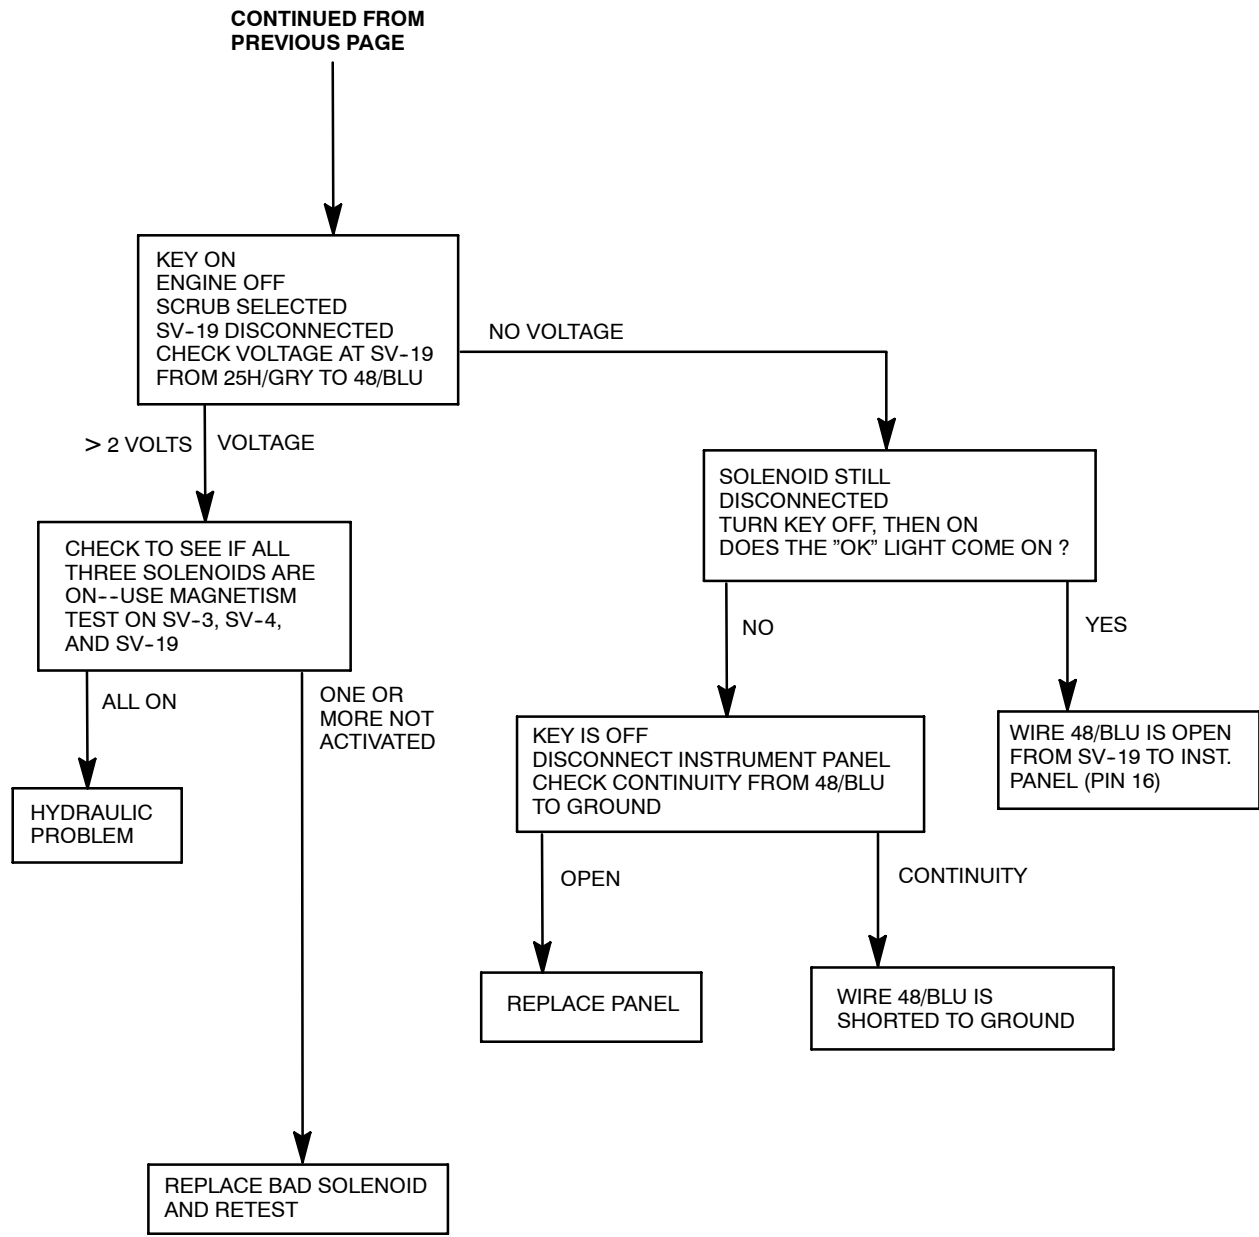 CONTINUED FROM
PREVIOUS PAGE
KEY ON
ENGINE OFF
SCRUB SELECTED
SV-19 DISCONNECTED
CHECK VOLTAGE AT SV-19
FROM 25H/GRY TO 48/BLU
NO VOLTAGE
> 2 VOLTS
VOLTAGE
SOLENOID STILL
DISCONNECTED
TURN KEY OFF, THEN ON
DOES THE ”OK” LIGHT COME ON ?
CHECK TO SEE IF ALL
THREE SOLENOIDS ARE
ON--USE MAGNETISM
TEST ON SV-3, SV-4,
AND SV-19
NO
YES
ALL ON
ONE OR
MORE NOT
ACTIVATED
KEY IS OFF
DISCONNECT INSTRUMENT PANEL
CHECK CONTINUITY FROM 48/BLU
TO GROUND
WIRE 48/BLU IS OPEN
FROM SV-19 TO INST.
PANEL (PIN 16)
HYDRAULIC
PROBLEM
OPEN
CONTINUITY
REPLACE PANEL
WIRE 48/BLU IS
SHORTED TO GROUND
REPLACE BAD SOLENOID
AND RETEST